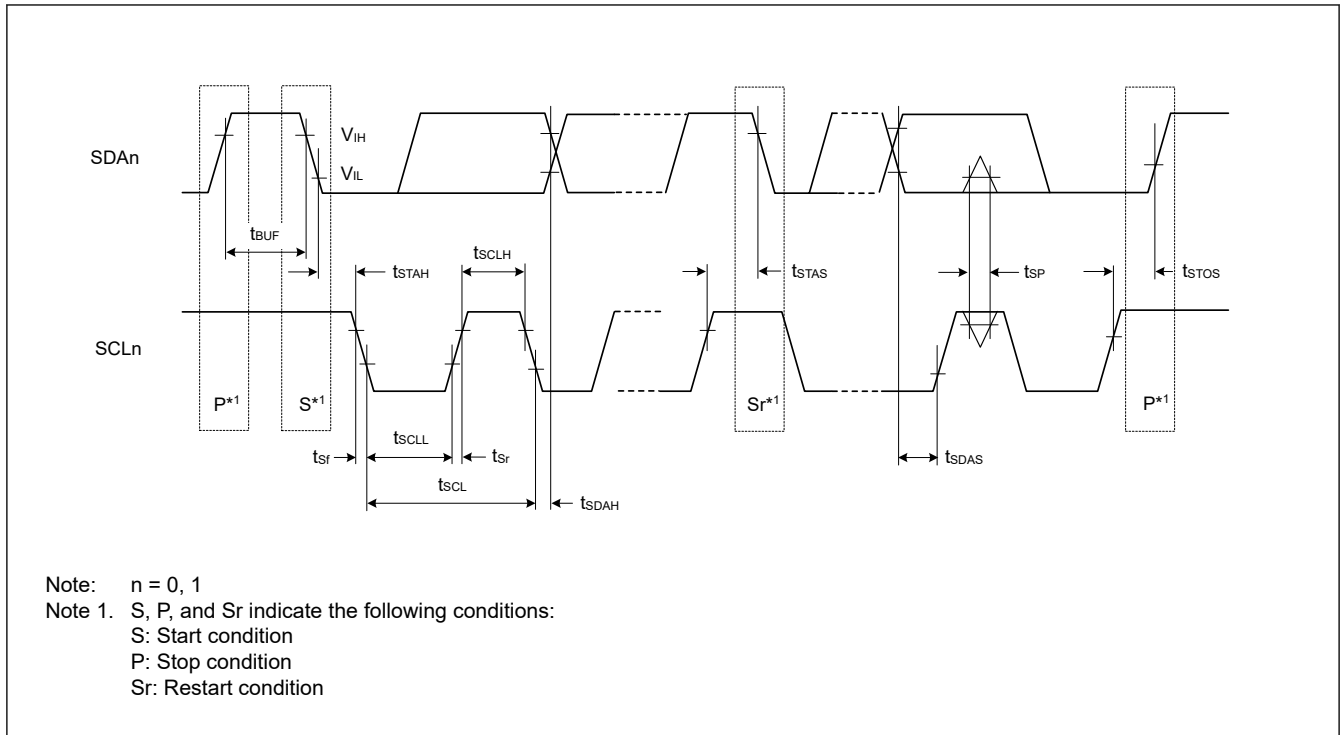 SDAn
VIH
VIL
tBUF
tSTAH
tSCLH
tSTAS
tSP
tSTOS
SCLn
P*1
S*1
Sr*1
P*1
tSf
tSCLL
tSr
tSCL
tSDAH
tSDAS
Note: n = 0, 1
Note 1. S, P, and Sr indicate the following conditions:
S: Start condition
P: Stop condition
Sr: Restart condition